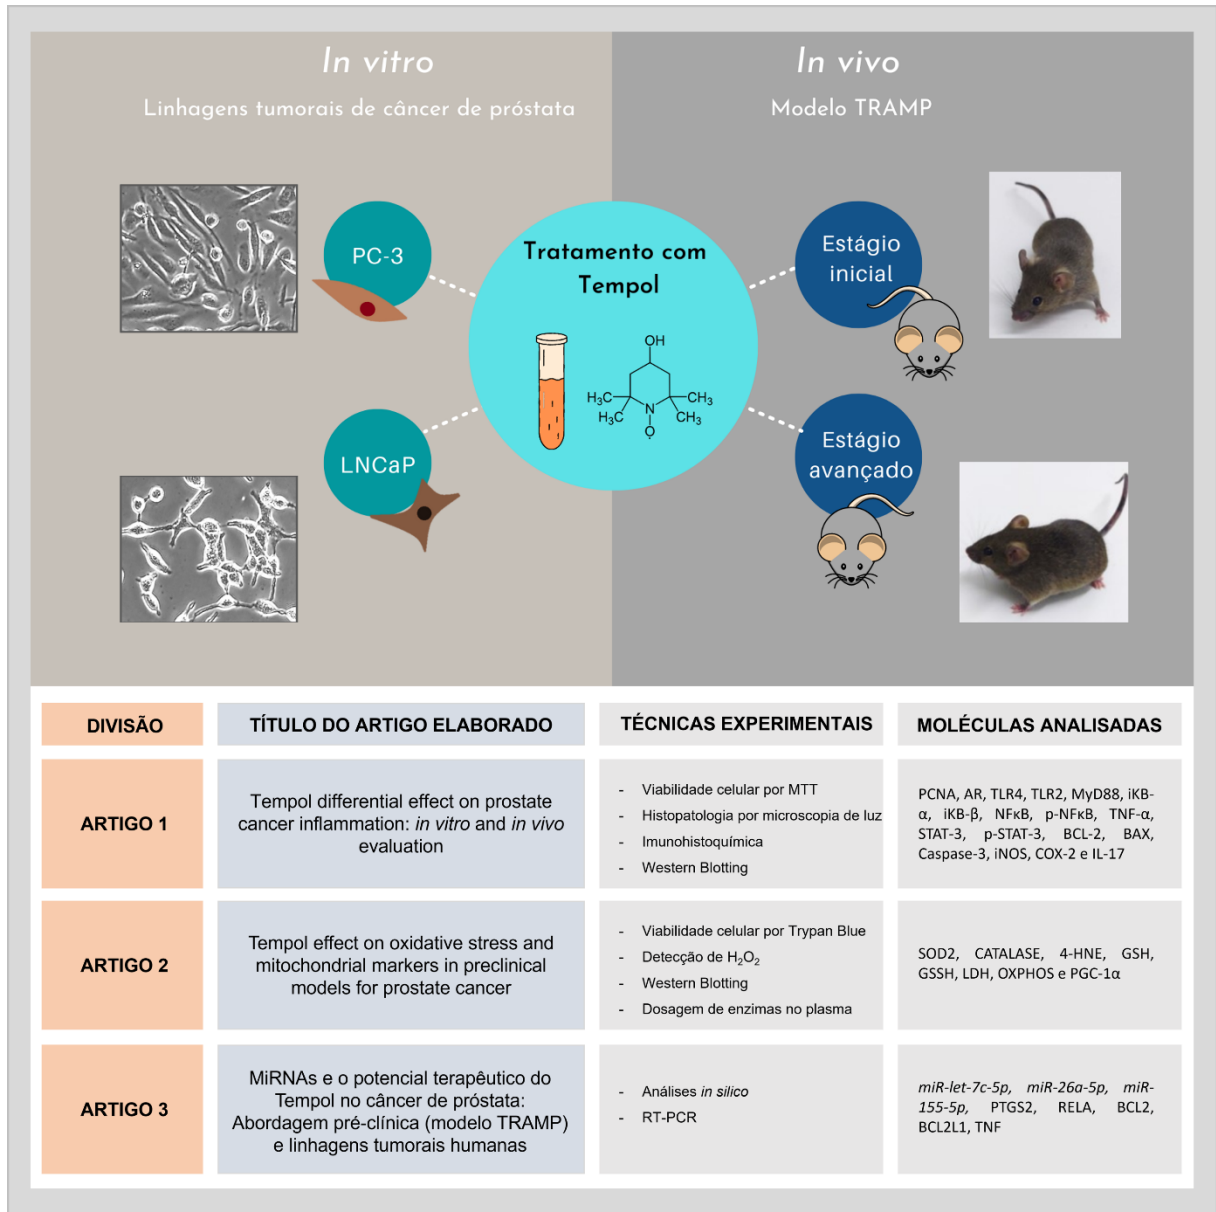 In vitro
Linhagens tumorais de câncer de próstata
In vivo
Modelo TRAMP
PC-3
LNCaP
Tratamento com
Tempol
OH
H₃C
CH₃
H₃C
N
CH₃
O
Estágio
inicial
Estágio
avançado
DIVISÃO
TÍTULO DO ARTIGO ELABORADO
TÉCNICAS EXPERIMENTAIS
MOLÉCULAS ANALISADAS
ARTIGO 1
Tempol differential effect on prostate
cancer inflammation: in vitro and in vivo
evaluation
- Viabilidade celular por MTT
- Histopatologia por microscopia de luz
- Imunohistoquímica
- Western Blotting
PCNA, AR, TLR4, TLR2, MyD88, iKB-
α, iKB-β, NFκB, p-NFκB, TNF-α,
STAT-3, p-STAT-3, BCL-2, BAX,
Caspase-3, iNOS, COX-2 e IL-17
ARTIGO 2
Tempol effect on oxidative stress and
mitochondrial markers in preclinical
models for prostate cancer
- Viabilidade celular por Trypan Blue
- Detecção de H₂O₂
- Western Blotting
- Dosagem de enzimas no plasma
SOD2, CATALASE, 4-HNE, GSH,
GSSH, LDH, OXPHOS e PGC-1α
ARTIGO 3
MiRNAs e o potencial terapêutico do
Tempol no câncer de próstata:
Abordagem pré-clínica (modelo TRAMP)
e linhagens tumorais humanas
- Análises in silico
- RT-PCR
miR-let-7c-5p, miR-26a-5p, miR-
155-5p, PTGS2, RELA, BCL2,
BCL2L1, TNF